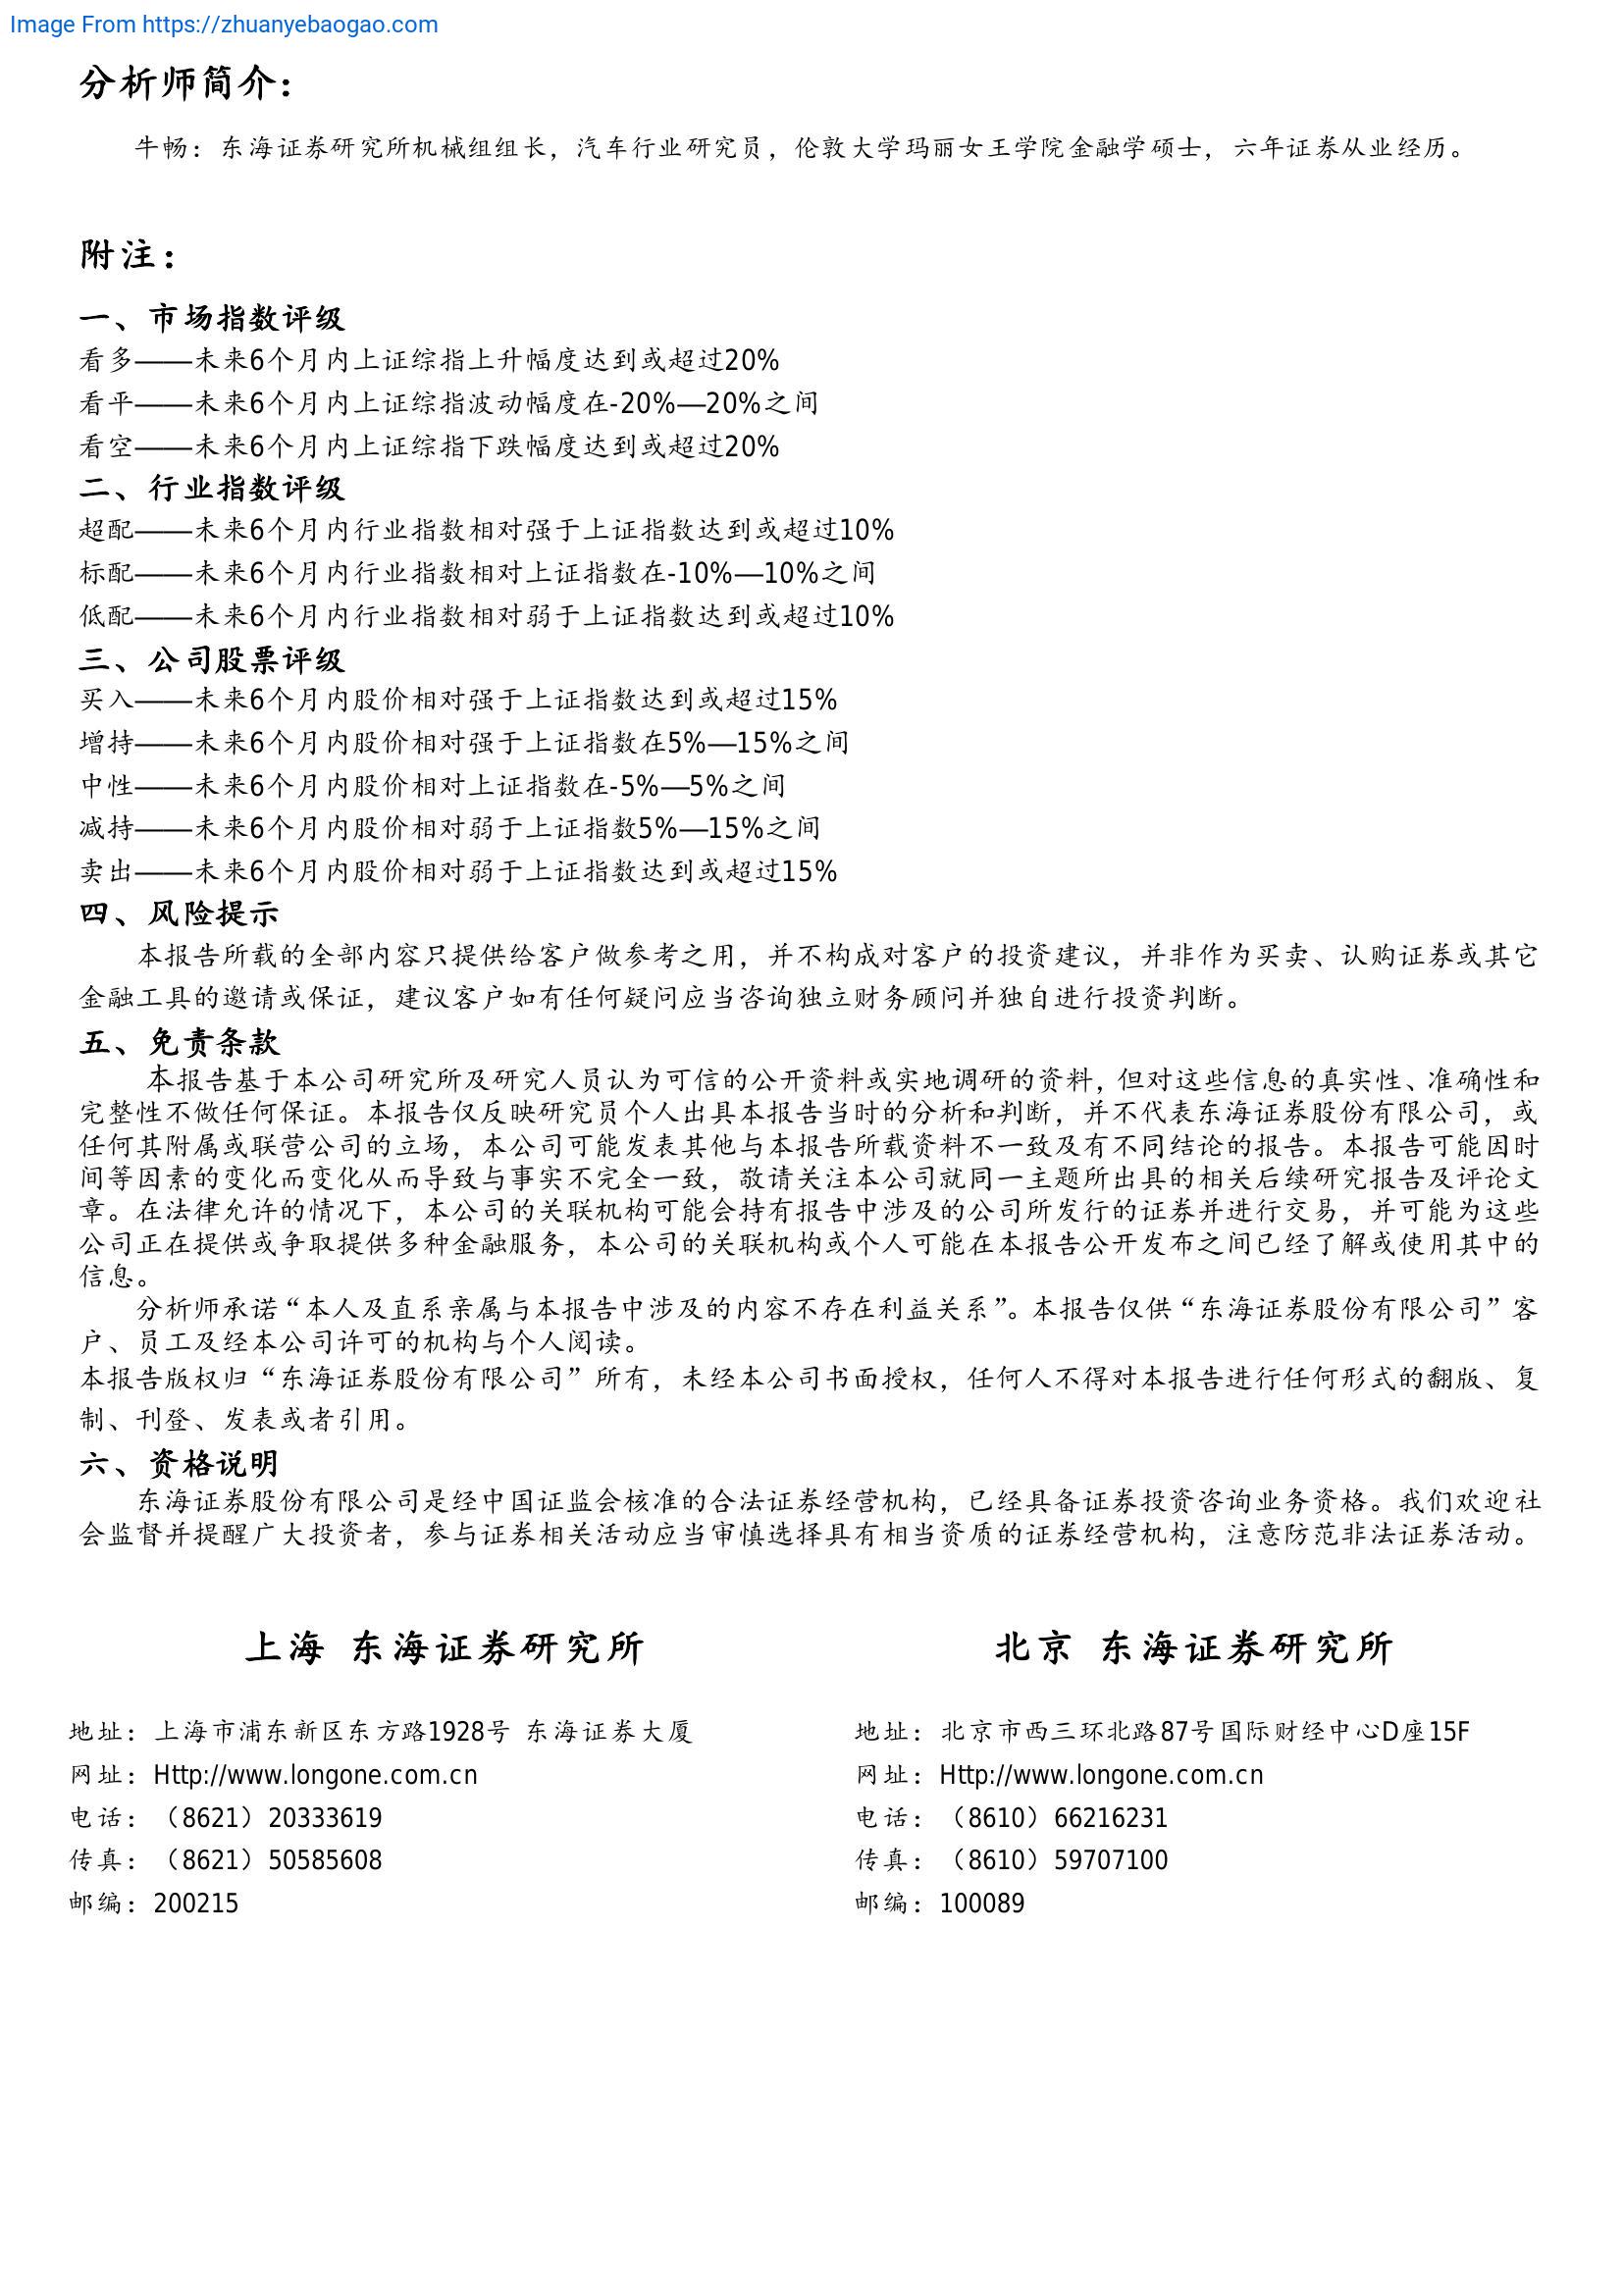 Image From https://zhuanyebaogao.com
分析师简介：
牛畅：东海证券研究所机械组组长，汽车行业研究员，伦敦大学玛丽女王学院金融学硕士，六年证券从业经历。
附注：
一、市场指数评级
看多——未来6个月内上证综指上升幅度达到或超过20%
看平——未来6个月内上证综指波动幅度在-20%—20%之间
看空——未来6个月内上证综指下跌幅度达到或超过20%
二、行业指数评级
超配——未来6个月内行业指数相对强于上证指数达到或超过10%
标配——未来6个月内行业指数相对上证指数在-10%—10%之间
低配——未来6个月内行业指数相对弱于上证指数达到或超过10%
三、公司股票评级
买入——未来6个月内股价相对强于上证指数达到或超过15%
增持——未来6个月内股价相对强于上证指数在5%—15%之间
中性——未来6个月内股价相对上证指数在-5%—5%之间
减持——未来6个月内股价相对弱于上证指数5%—15%之间
卖出——未来6个月内股价相对弱于上证指数达到或超过15%
四、风险提示
本报告所载的全部内容只提供给客户做参考之用，并不构成对客户的投资建议，并非作为买卖、认购证券或其它
金融工具的邀请或保证，建议客户如有任何疑问应当咨询独立财务顾问并独自进行投资判断。
五、免责条款
本报告基于本公司研究所及研究人员认为可信的公开资料或实地调研的资料，但对这些信息的真实性、准确性和
完整性不做任何保证。本报告仅反映研究员个人出具本报告当时的分析和判断，并不代表东海证券股份有限公司，或
任何其附属或联营公司的立场，本公司可能发表其他与本报告所载资料不一致及有不同结论的报告。本报告可能因时
间等因素的变化而变化从而导致与事实不完全一致，敬请关注本公司就同一主题所出具的相关后续研究报告及评论文
章。在法律允许的情况下，本公司的关联机构可能会持有报告中涉及的公司所发行的证券并进行交易，并可能为这些
公司正在提供或争取提供多种金融服务，本公司的关联机构或个人可能在本报告公开发布之间已经了解或使用其中的
信息。
分析师承诺“本人及直系亲属与本报告中涉及的内容不存在利益关系”。本报告仅供“东海证券股份有限公司”客
户、员工及经本公司许可的机构与个人阅读。
本报告版权归“东海证券股份有限公司”所有，未经本公司书面授权，任何人不得对本报告进行任何形式的翻版、复
制、刊登、发表或者引用。
六、资格说明
东海证券股份有限公司是经中国证监会核准的合法证券经营机构，已经具备证券投资咨询业务资格。我们欢迎社
会监督并提醒广大投资者，参与证券相关活动应当审慎选择具有相当资质的证券经营机构，注意防范非法证券活动。
上海 东海证券研究所
地址：上海市浦东新区东方路1928号 东海证券大厦
网址：Http://www.longone.com.cn
电话：（8621）20333619
传真：（8621）50585608
邮编：200215
北京 东海证券研究所
地址：北京市西三环北路87号国际财经中心D座15F
网址：Http://www.longone.com.cn
电话：（8610）66216231
传真：（8610）59707100
邮编：100089